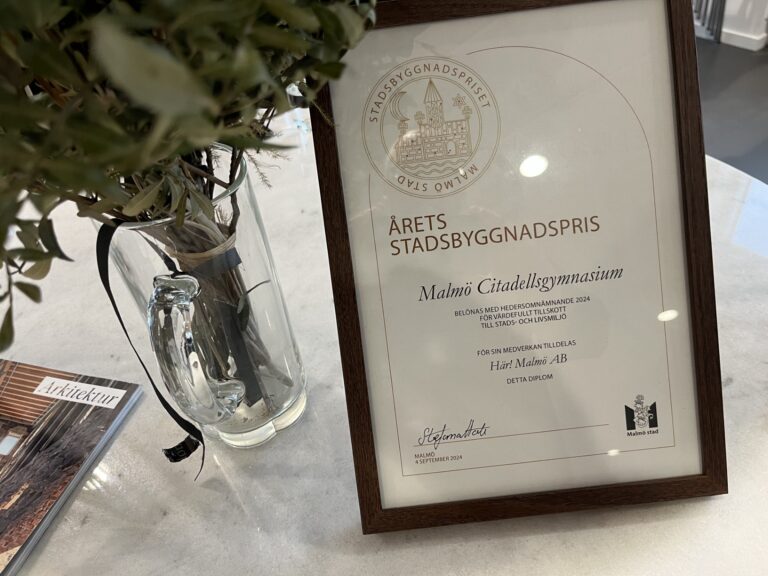 STADSBYGGNADSPRISET
MALMÖ STAD
ÅRETS
STADSBYGGNADSPRIS
Malmö Citadellsgymnasium
BELÖNAS MED HEDERSOMNÄMNANDE 2024
FÖR VÄRDEFULLT TILLSKOTT
TILL STADS- OCH LIVSMILJÖ
FÖR SIN MEDVERKAN TILLDELAS
Här! Malmö AB
DETTA DIPLOM
MALMÖ
4 SEPTEMBER 2024
Malmö stad
Arkitektur